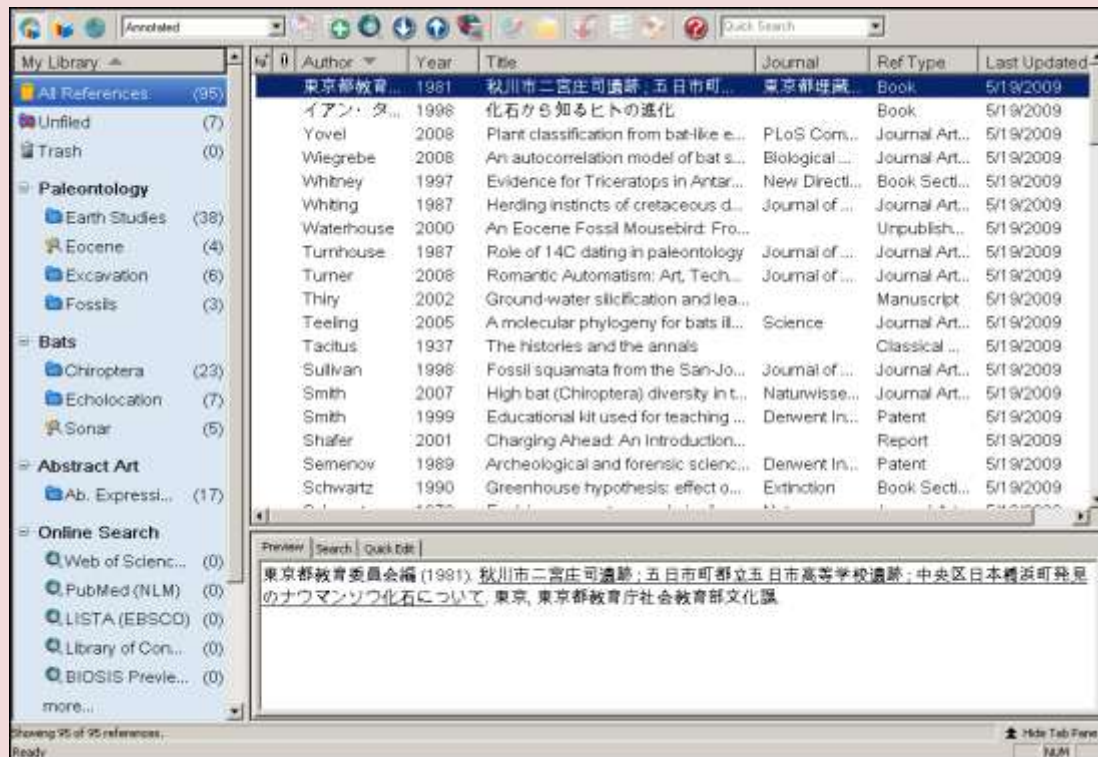 Annotated
Quick Search
My Library
All References (95)
Unfiled (7)
Trash (0)
Paleontology
Earth Studies (38)
Eocene (4)
Excavation (6)
Fossils (3)
Bats
Chiroptera (23)
Echolocation (7)
Sonar (5)
Abstract Art
Ab. Expressi... (17)
Online Search
Web of Scienc... (0)
PubMed (NLM) (0)
LISTA (EBSCO) (0)
Library of Con... (0)
BIOSIS Previe... (0)
more...
Author Year Title Journal Ref Type Last Updated
東京都教育... 1981 秋川市二宮庄司遺跡 ; 五日市町... 東京都埋蔵... Book 5/19/2009
イアン・タ... 1998 化石から知るヒトの進化 Book 5/19/2009
Yovel 2008 Plant classification from bat-like e... PLoS Com... Journal Art... 5/19/2009
Wiegrebe 2008 An autocorrelation model of bat s... Biological ... Journal Art... 5/19/2009
Whitney 1997 Evidence for Triceratops in Antar... New Directi... Book Secti... 5/19/2009
Whiting 1987 Herding instincts of cretaceous d... Journal of ... Journal Art... 5/19/2009
Waterhouse 2000 An Eocene Fossil Mousebird: Fro... Unpublish... 5/19/2009
Turnhouse 1987 Role of 14C dating in paleontology Journal of ... Journal Art... 5/19/2009
Turner 2008 Romantic Automatism: Art, Tech... Journal of ... Journal Art... 5/19/2009
Thiry 2002 Ground-water silicification and lea... Manuscript 5/19/2009
Teeling 2005 A molecular phylogeny for bats ill... Science Journal Art... 5/19/2009
Tacitus 1937 The histories and the annals Classical ... 5/19/2009
Sullivan 1998 Fossil squamata from the San-Jo... Journal of ... Journal Art... 5/19/2009
Smith 2007 High bat (Chiroptera) diversity in t... Naturwisse... Journal Art... 5/19/2009
Smith 1999 Educational kit used for teaching ... Derwent In... Patent 5/19/2009
Shafer 2001 Charging Ahead: An Introduction... Report 5/19/2009
Semenov 1989 Archeological and forensic scienc... Derwent In... Patent 5/19/2009
Schwartz 1990 Greenhouse hypothesis: effect o... Extinction Book Secti... 5/19/2009
Preview Search Quick Edit
東京都教育委員会編 (1981). 秋川市二宮庄司遺跡 ; 五日市町都立五日市高等学校遺跡 ; 中央区日本橋浜町発見
のナウマンゾウ化石について. 東京, 東京都教育庁社会教育部文化課.
Showing 95 of 95 references.
Hide Tab Pane
Ready
NUM